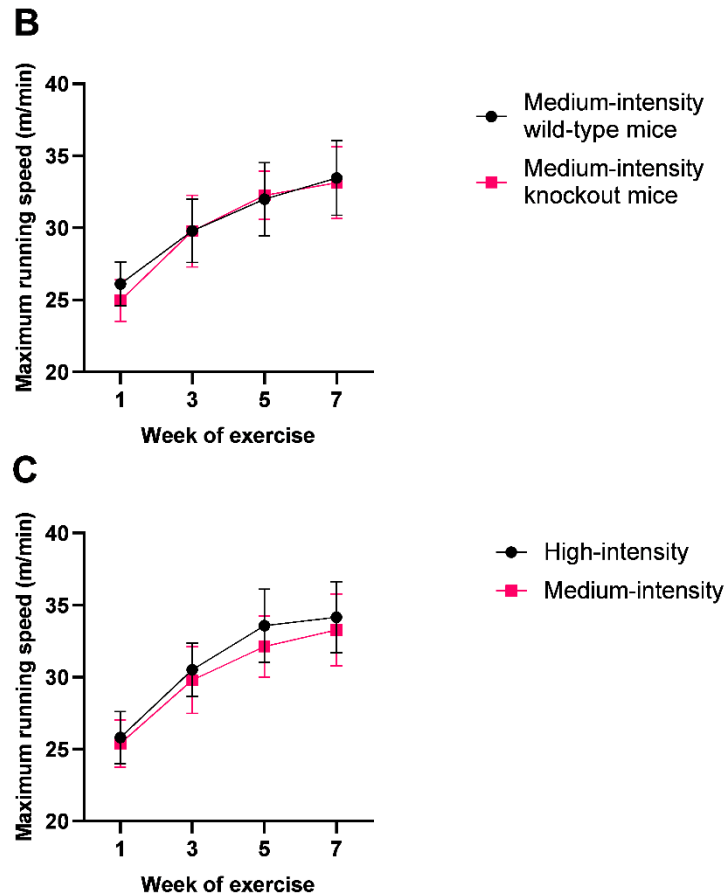 B
Maximum running speed (m/min)
40
35
30
25
20
1 3 5 7
Week of exercise
Medium-intensity
wild-type mice
Medium-intensity
knockout mice
C
Maximum running speed (m/min)
40
35
30
25
20
1 3 5 7
Week of exercise
High-intensity
Medium-intensity